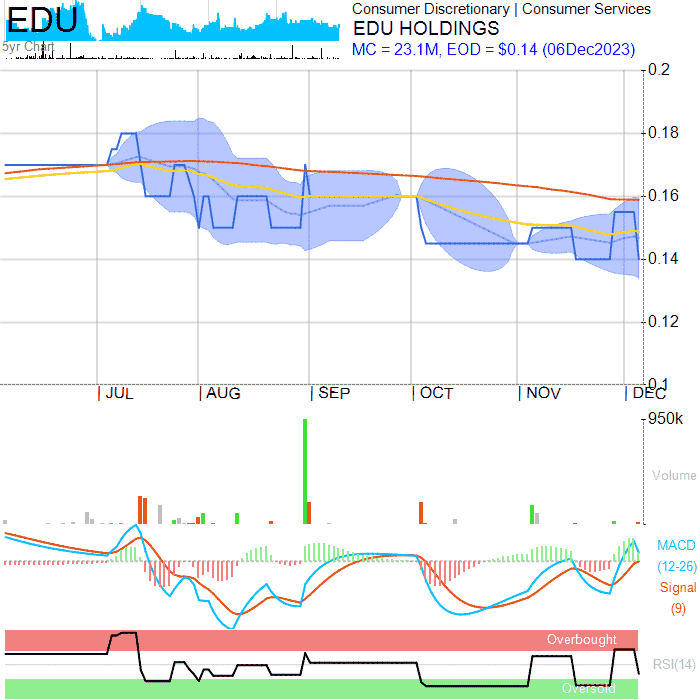 EDU
5yr Chart
Consumer Discretionary | Consumer Services
EDU HOLDINGS
MC = 23.1M, EOD = $0.14 (06Dec2023)
0.2
0.18
0.16
0.14
0.12
0.1
JUL
AUG
SEP
OCT
NOV
DEC
950k
Volume
MACD
(12-26)
Signal
(9)
Overbought
RSI(14)
Oversold